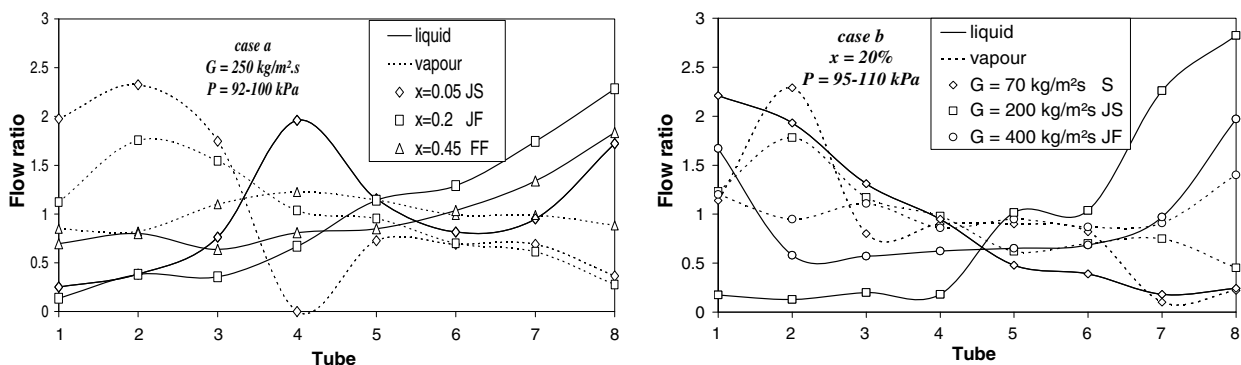 case a
G = 250 kg/m².s
P = 92-100 kPa
liquid
vapour
x=0.05 JS
x=0.2 JF
x=0.45 FF
Flow ratio
3
2.5
2
1.5
1
0.5
0
1 2 3 4 5 6 7 8
Tube
case b
x = 20%
P = 95-110 kPa
liquid
vapour
G = 70 kg/m²s S
G = 200 kg/m²s JS
G = 400 kg/m²s JF
Flow ratio
3
2.5
2
1.5
1
0.5
0
1 2 3 4 5 6 7 8
Tube